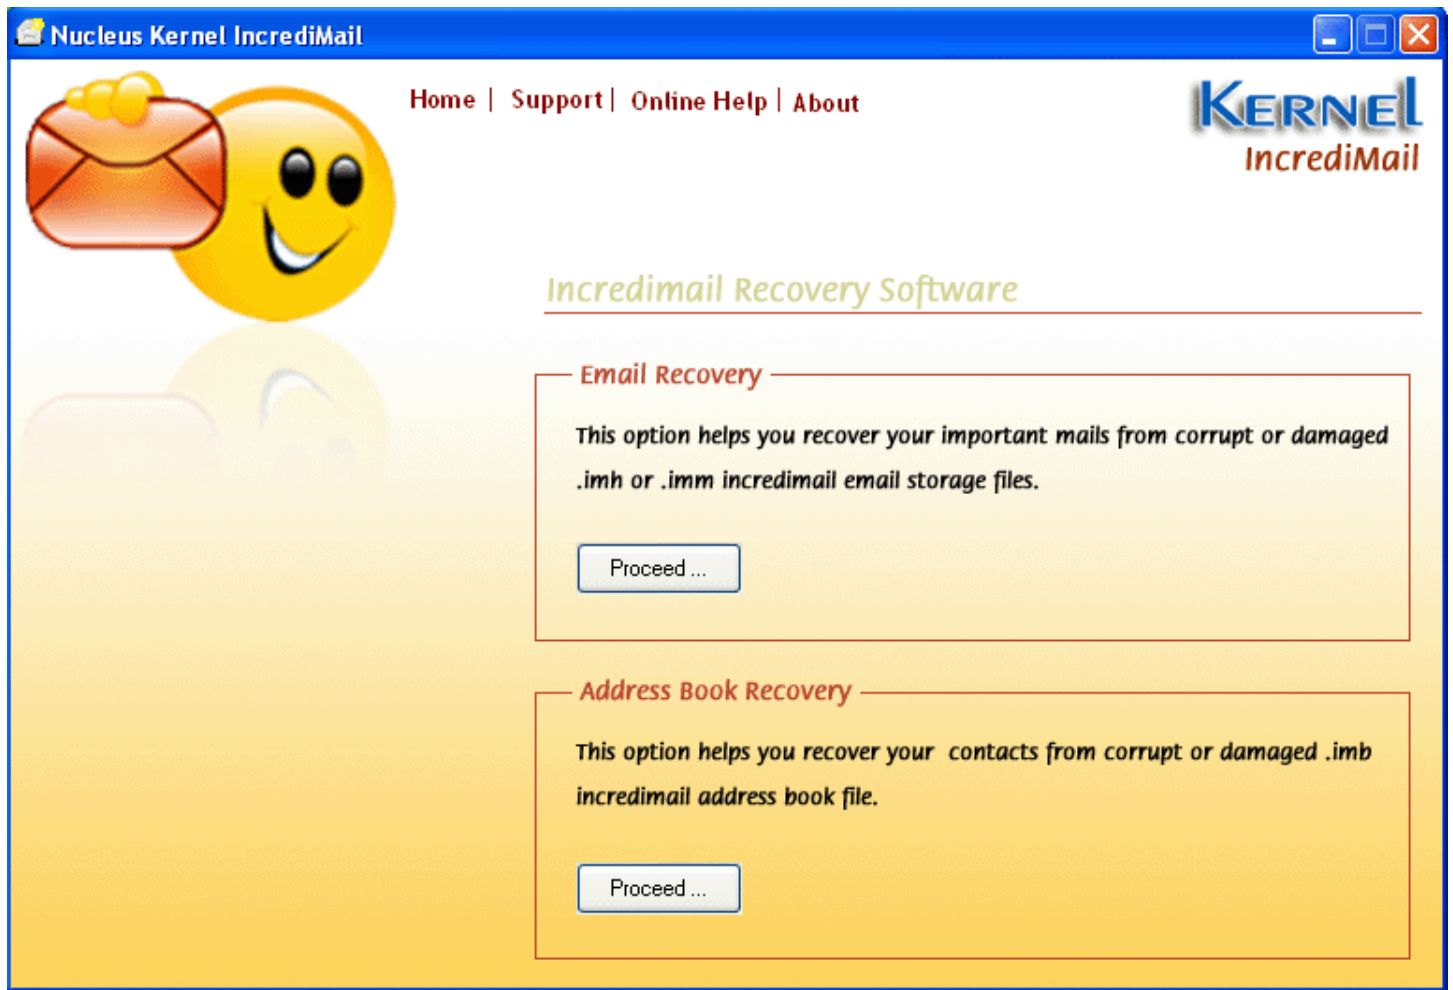 Nucleus Kernel IncrediMail
Home | Support | Online Help | About
KERNEL
IncrediMail
Incredimail Recovery Software
Email Recovery
This option helps you recover your important mails from corrupt or damaged
.imh or .imm incredimail email storage files.
Proceed ...
Address Book Recovery
This option helps you recover your  contacts from corrupt or damaged .imb
incredimail address book file.
Proceed ...